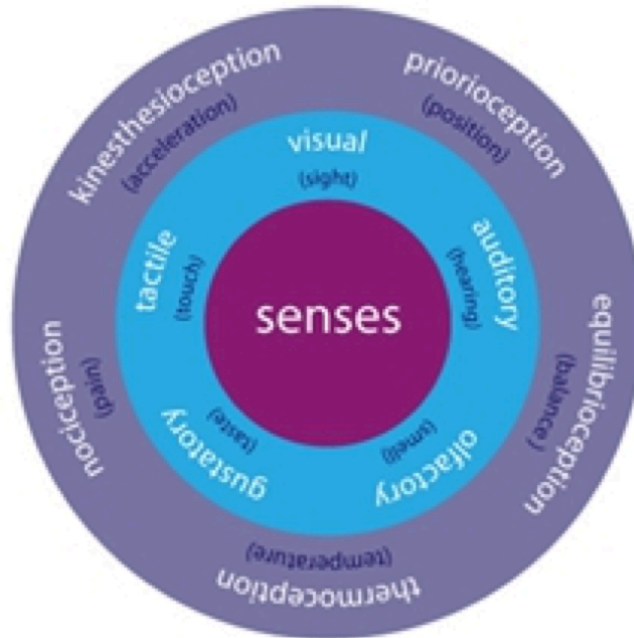 senses
visual
(sight)
auditory
(hearing)
olfactory
(smell)
gustatory
(taste)
tactile
(touch)
kinesthesioception
(acceleration)
priorioception
(position)
equilibrioception
(balance )
thermoception
(temperature)
nociception
(pain)